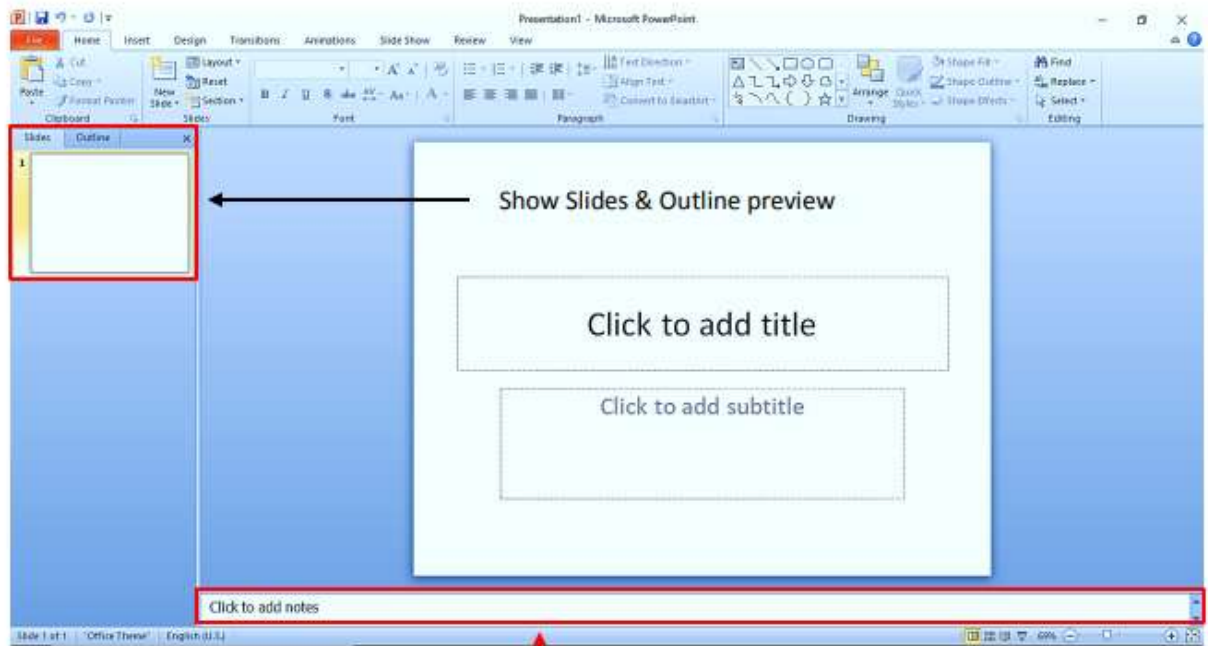 Presentation1 - Microsoft PowerPoint
File Home Insert Design Transitions Animations Slide Show Review View
Paste
Cut
Copy
Format Painter
Clipboard
New
Slide
Layout
Reset
Section
Slides
B I U S abc AV Aa A
Font
Text Direction
Align Text
Convert to SmartArt
Paragraph
Arrange
Quick
Styles
Shape Fill
Shape Outline
Shape Effects
Drawing
Find
Replace
Select
Editing
Slides Outline
1
Show Slides & Outline preview
Click to add title
Click to add subtitle
Click to add notes
Slide 1 of 1 "Office Theme" English (U.S.) 69%